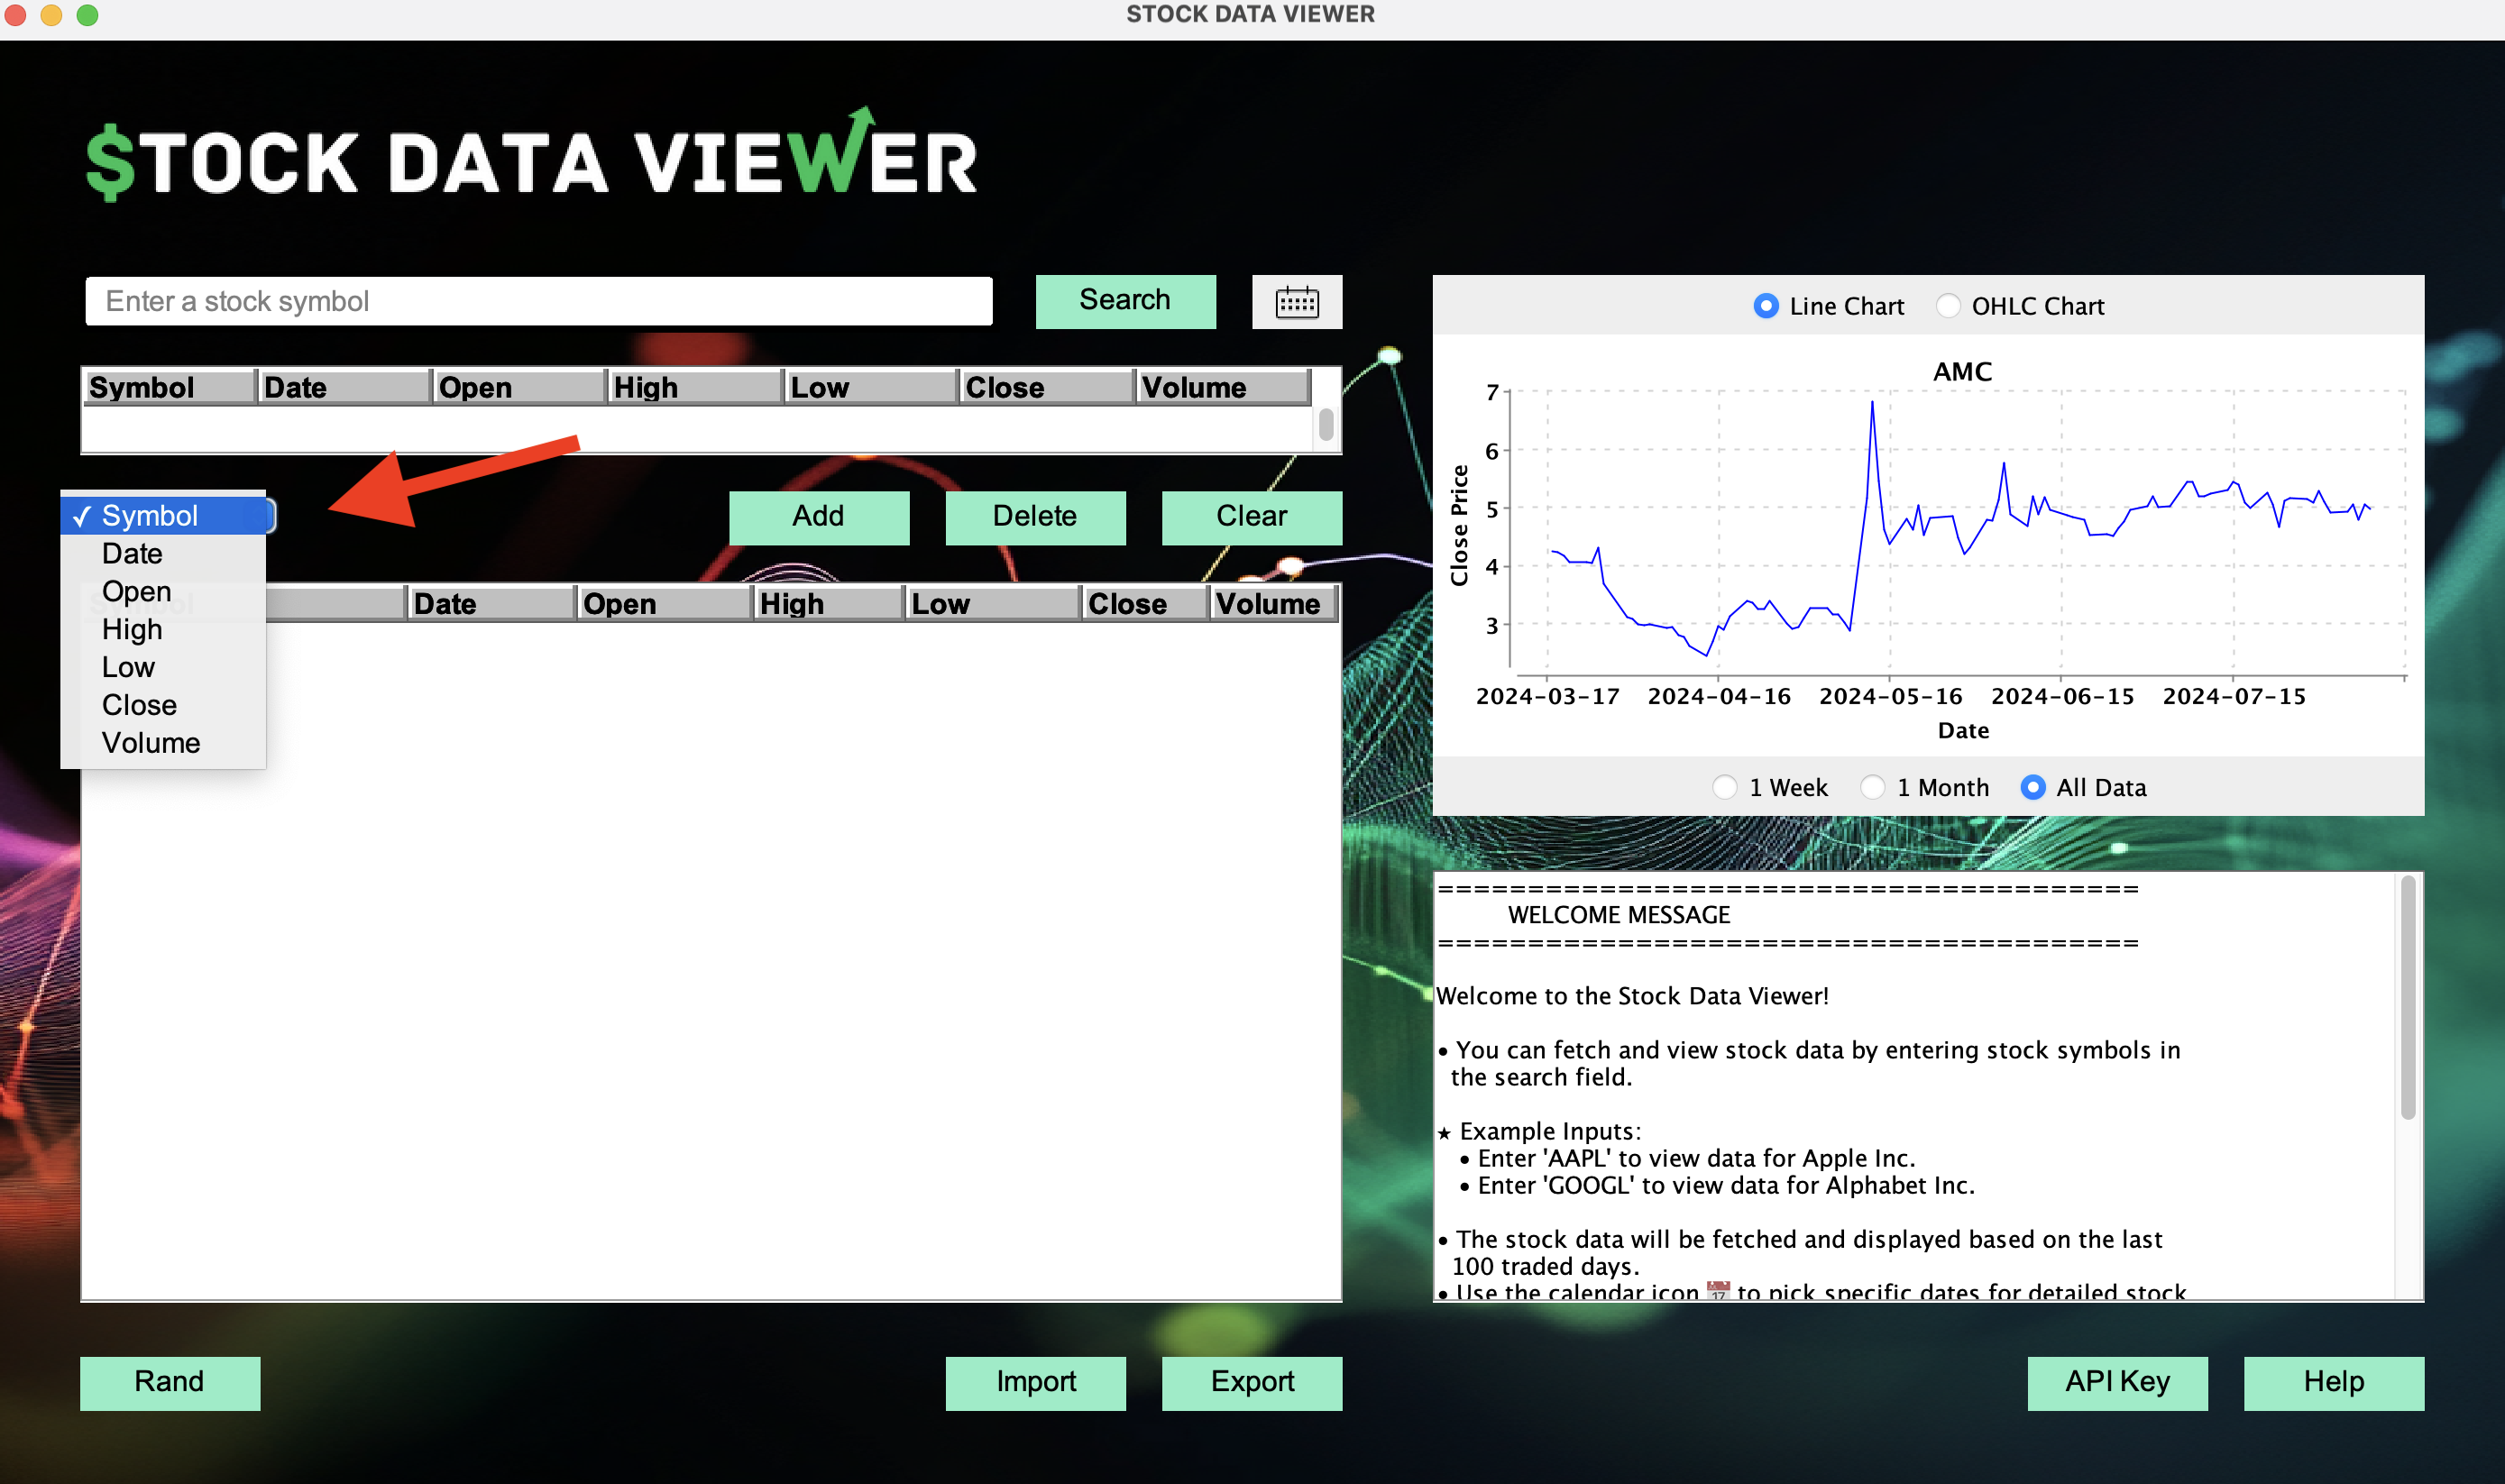 STOCK DATA VIEWER
$TOCK DATA VIEWER
Enter a stock symbol
Search
Symbol Date Open High Low Close Volume
✓ Symbol
Date
Open
High
Low
Close
Volume
Add Delete Clear
Symbol Date Open High Low Close Volume
Rand Import Export
Line Chart OHLC Chart
AMC
Close Price
7
6
5
4
3
2024-03-17 2024-04-16 2024-05-16 2024-06-15 2024-07-15
Date
1 Week 1 Month All Data
=======================================
WELCOME MESSAGE
=======================================
Welcome to the Stock Data Viewer!
• You can fetch and view stock data by entering stock symbols in
the search field.
★ Example Inputs:
• Enter 'AAPL' to view data for Apple Inc.
• Enter 'GOOGL' to view data for Alphabet Inc.
• The stock data will be fetched and displayed based on the last
100 traded days.
• Use the calendar icon 📅 to pick specific dates for detailed stock
API Key Help